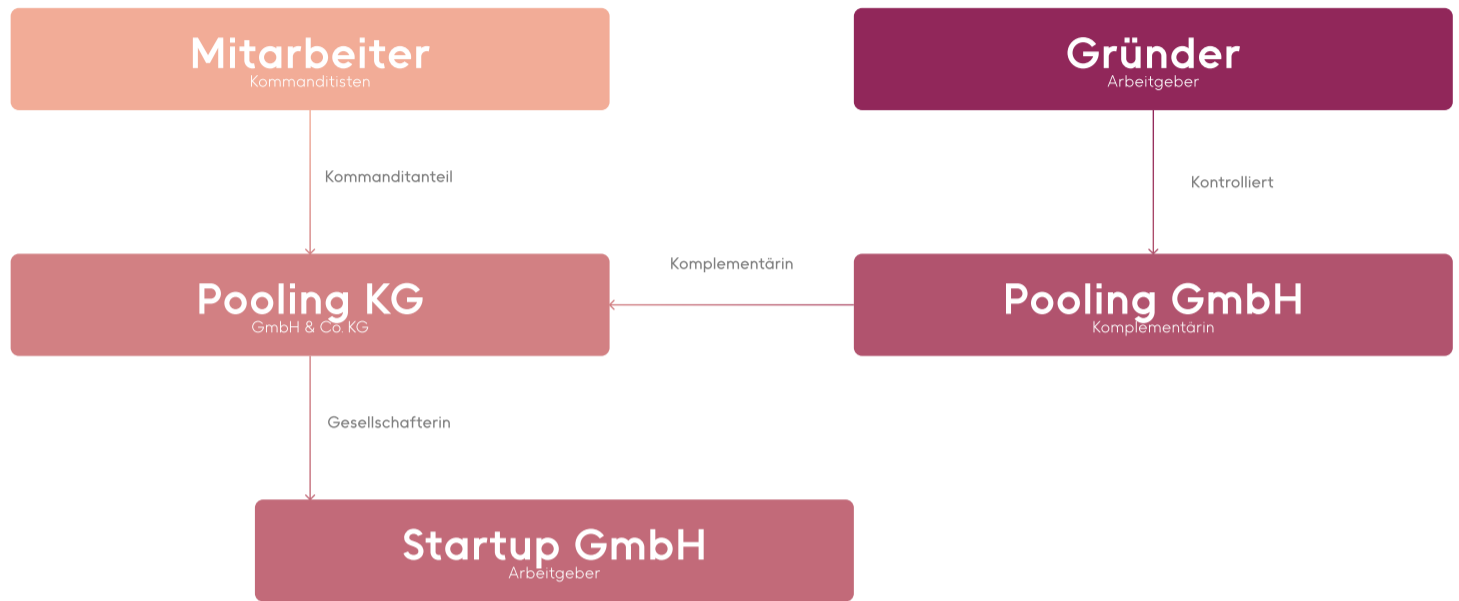 Mitarbeiter
Kommanditisten
Gründer
Arbeitgeber
Kommanditanteil
Kontrolliert
Komplementärin
Pooling KG
GmbH & Co. KG
Pooling GmbH
Komplementärin
Gesellschafterin
Startup GmbH
Arbeitgeber